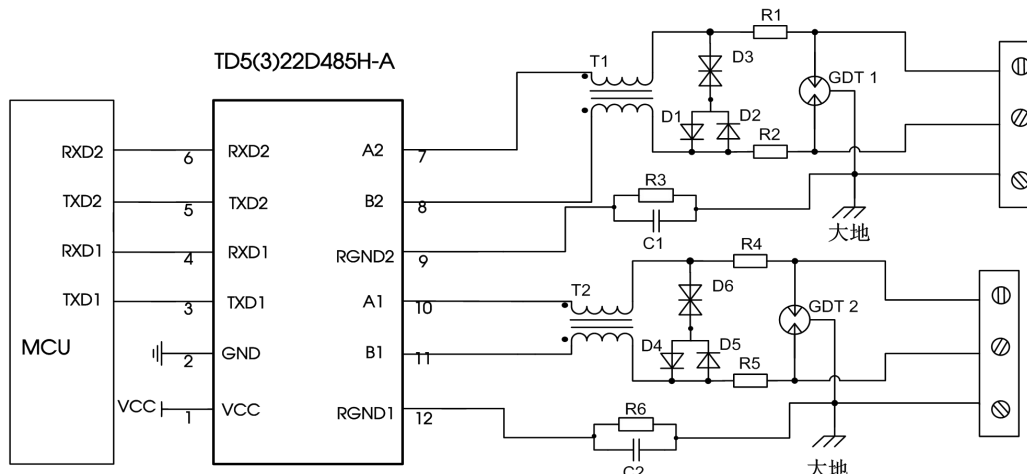 TD5(3)22D485H-A
MCU
RXD2
TXD2
RXD1
TXD1
VCC
6
5
4
3
2
1
RXD2
TXD2
RXD1
TXD1
GND
VCC
A2
B2
RGND2
A1
B1
RGND1
7
8
9
10
11
12
T1
R1
D3
D1
D2
R2
GDT 1
R3
C1
大地
T2
R4
D6
D4
D5
R5
GDT 2
R6
C2
大地